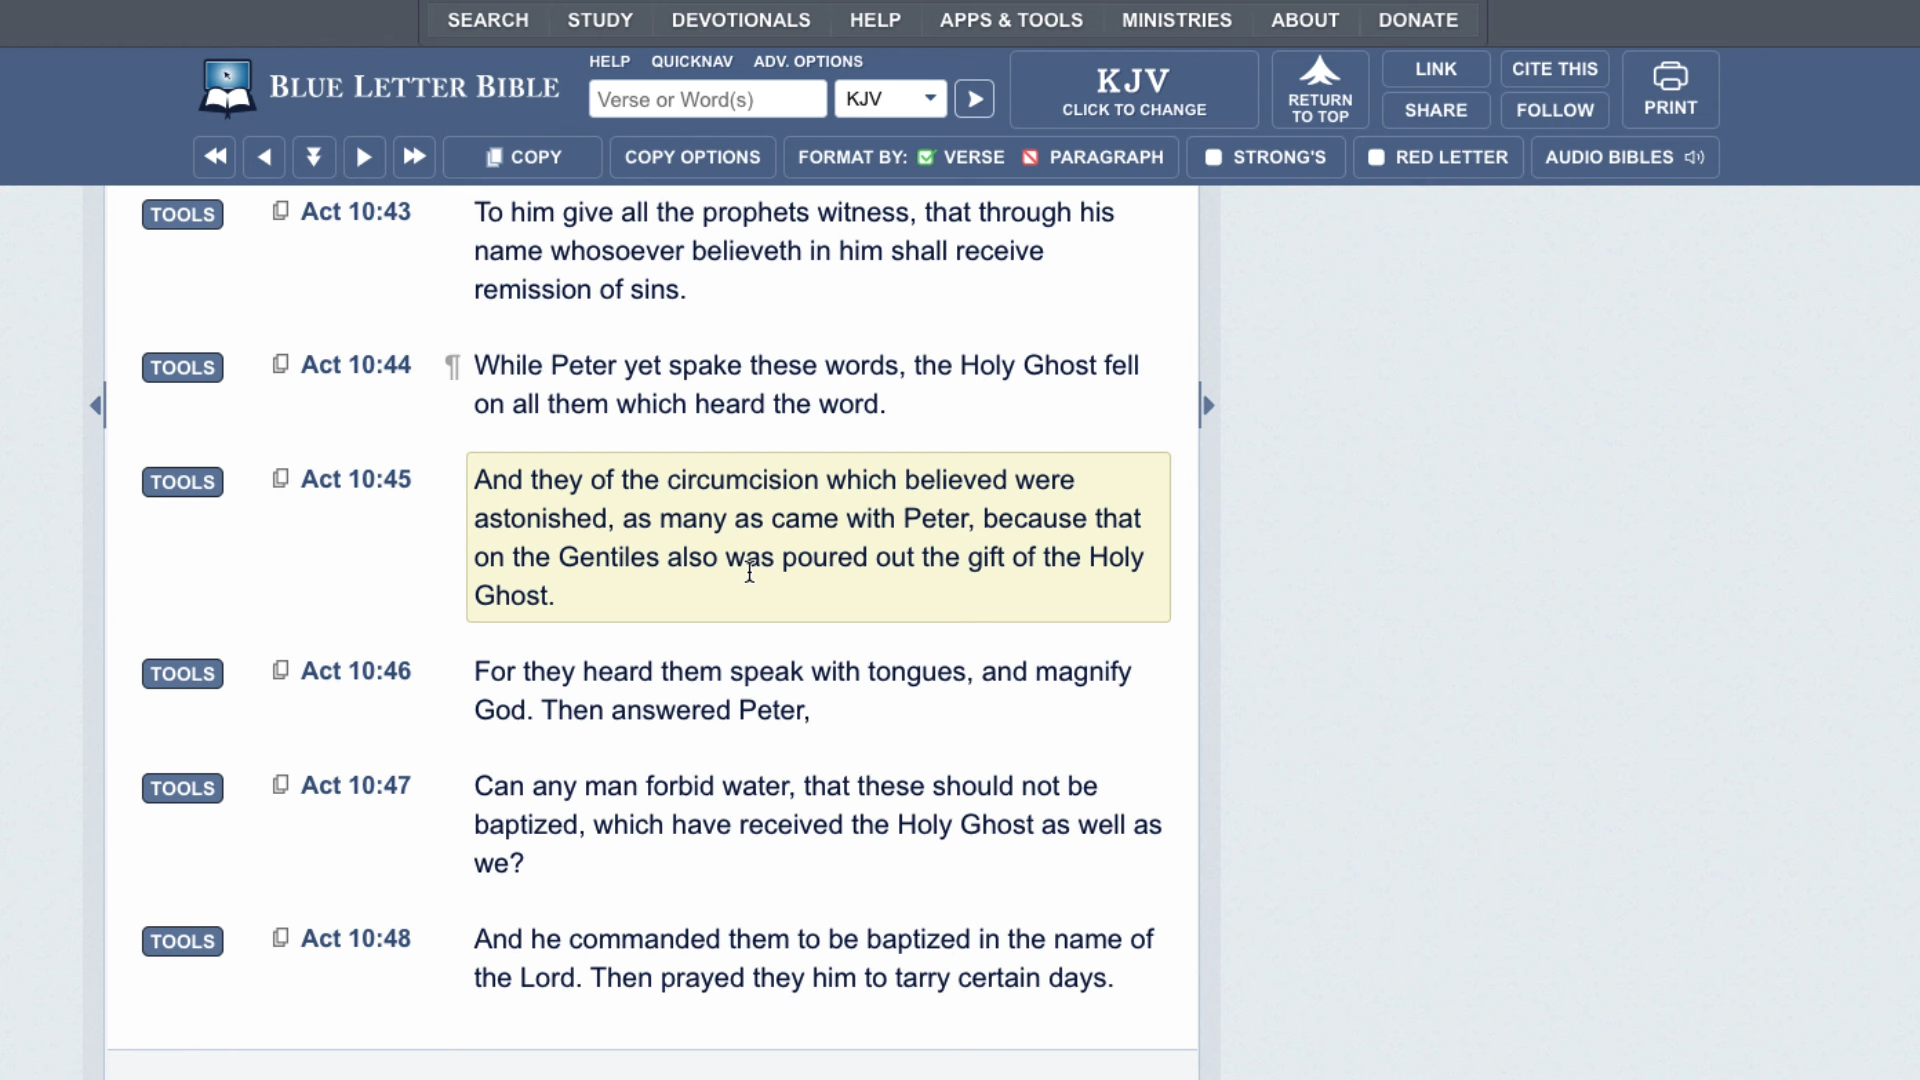 SEARCH STUDY DEVOTIONALS HELP APPS & TOOLS MINISTRIES ABOUT DONATE
BLUE LETTER BIBLE
HELP QUICKNAV ADV. OPTIONS
Verse or Word(s) KJV
KJV
CLICK TO CHANGE
RETURN
TO TOP
LINK CITE THIS
SHARE FOLLOW
PRINT
COPY COPY OPTIONS FORMAT BY: VERSE PARAGRAPH STRONG'S RED LETTER AUDIO BIBLES
TOOLS Act 10:43 To him give all the prophets witness, that through his
name whosoever believeth in him shall receive
remission of sins.
TOOLS Act 10:44 ¶ While Peter yet spake these words, the Holy Ghost fell
on all them which heard the word.
TOOLS Act 10:45 And they of the circumcision which believed were
astonished, as many as came with Peter, because that
on the Gentiles also was poured out the gift of the Holy
Ghost.
TOOLS Act 10:46 For they heard them speak with tongues, and magnify
God. Then answered Peter,
TOOLS Act 10:47 Can any man forbid water, that these should not be
baptized, which have received the Holy Ghost as well as
we?
TOOLS Act 10:48 And he commanded them to be baptized in the name of
the Lord. Then prayed they him to tarry certain days.